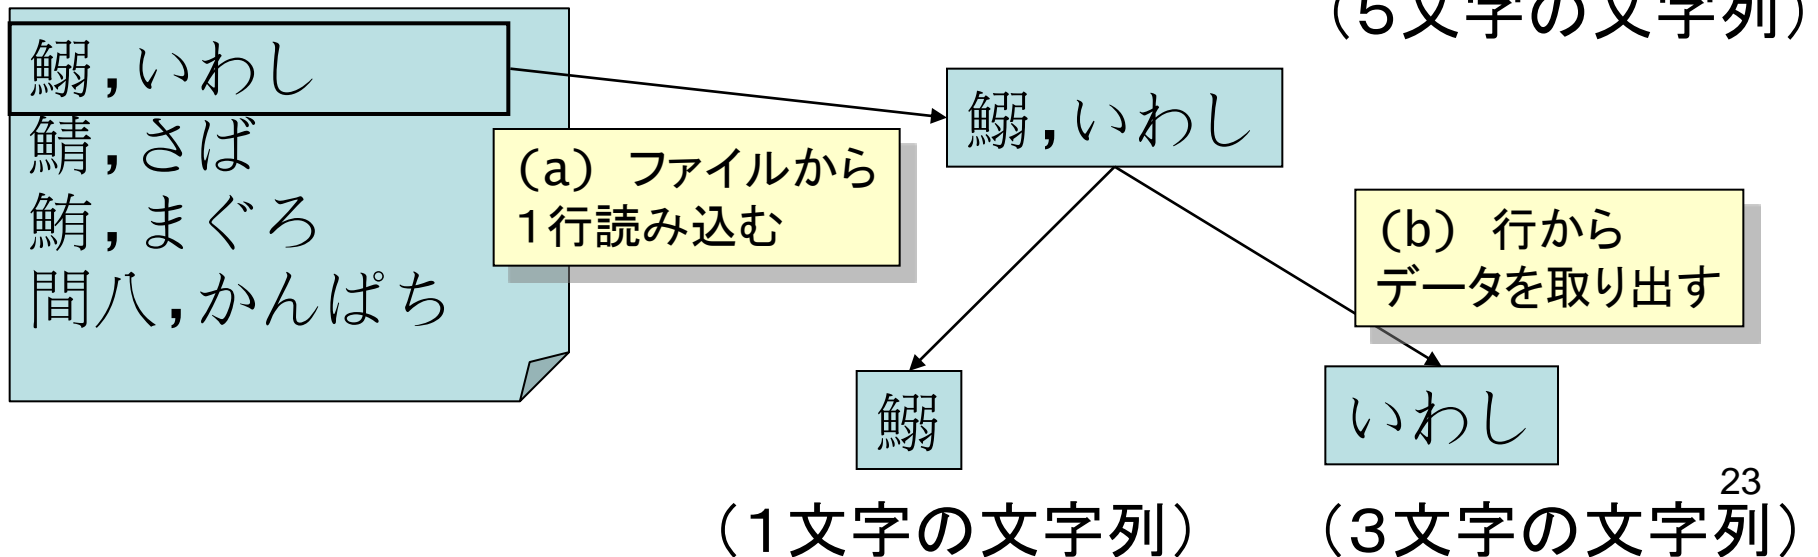 （５文字の文字列）
鰯,いわし
鯖,さば
鮪,まぐろ
間八,かんぱち
(a) ファイルから
１行読み込む
鰯,いわし
(b) 行から
データを取り出す
鰯
いわし
（１文字の文字列）
（３文字の文字列）
23